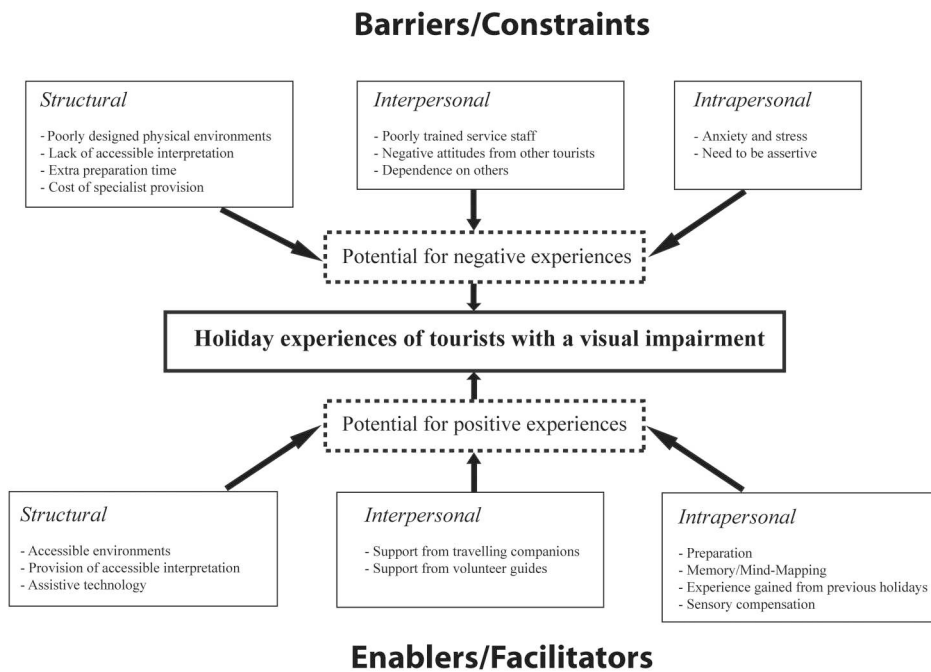 Barriers/Constraints
Structural
- Poorly designed physical environments
- Lack of accessible interpretation
- Extra preparation time
- Cost of specialist provision
Interpersonal
- Poorly trained service staff
- Negative attitudes from other tourists
- Dependence on others
Intrapersonal
- Anxiety and stress
- Need to be assertive
Potential for negative experiences
Holiday experiences of tourists with a visual impairment
Potential for positive experiences
Structural
- Accessible environments
- Provision of accessible interpretation
- Assistive technology
Interpersonal
- Support from travelling companions
- Support from volunteer guides
Intrapersonal
- Preparation
- Memory/Mind-Mapping
- Experience gained from previous holidays
- Sensory compensation
Enablers/Facilitators